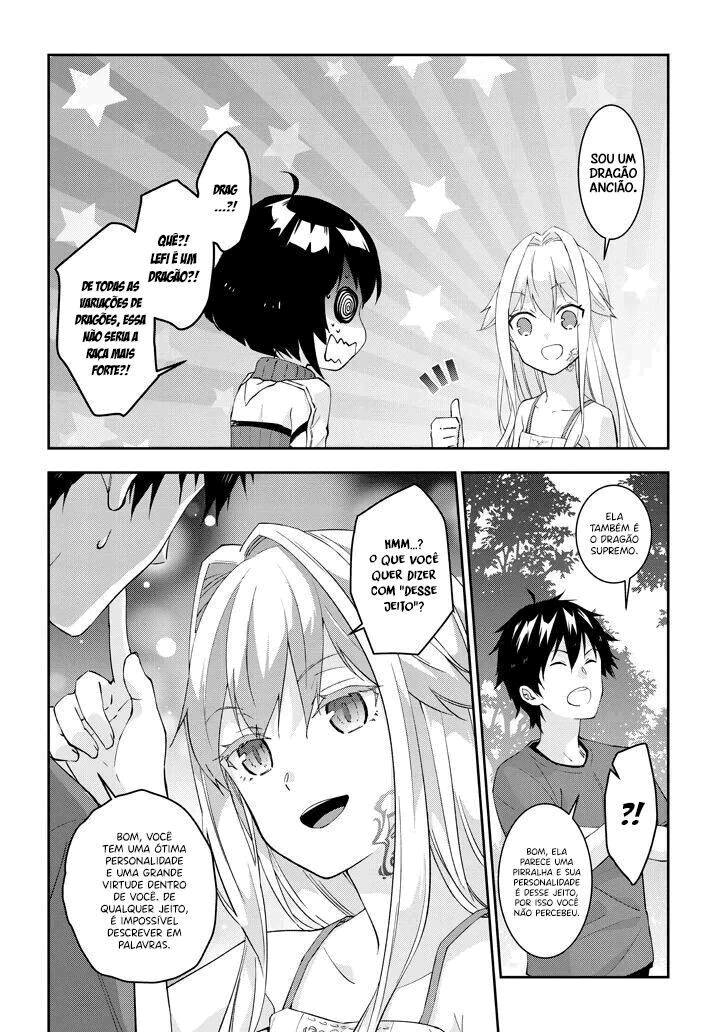 SOU UM
DRAGÃO
ANCIÃO.
DRAG
...?!
QUÊ?!
LEFI É UM
DRAGÃO?!
DE TODAS AS
VARIAÇÕES DE
DRAGÕES, ESSA
NÃO SERIA A
RAÇA MAIS
FORTE?!
ELA
TAMBÉM É O
DRAGÃO
SUPREMO.
?!
BOM, ELA
PARECE UMA
PIRRALHA E SUA
PERSONALIDADE
É DESSE JEITO,
POR ISSO VOCÊ
NÃO PERCEBEU.
HMM...?
O QUE VOCÊ
QUER DIZER
COM "DESSE
JEITO"?
BOM, VOCÊ
TEM UMA ÓTIMA
PERSONALIDADE
E UMA GRANDE
VIRTUDE DENTRO
DE VOCÊ. DE
QUALQUER JEITO,
É IMPOSSÍVEL
DESCREVER EM
PALAVRAS.